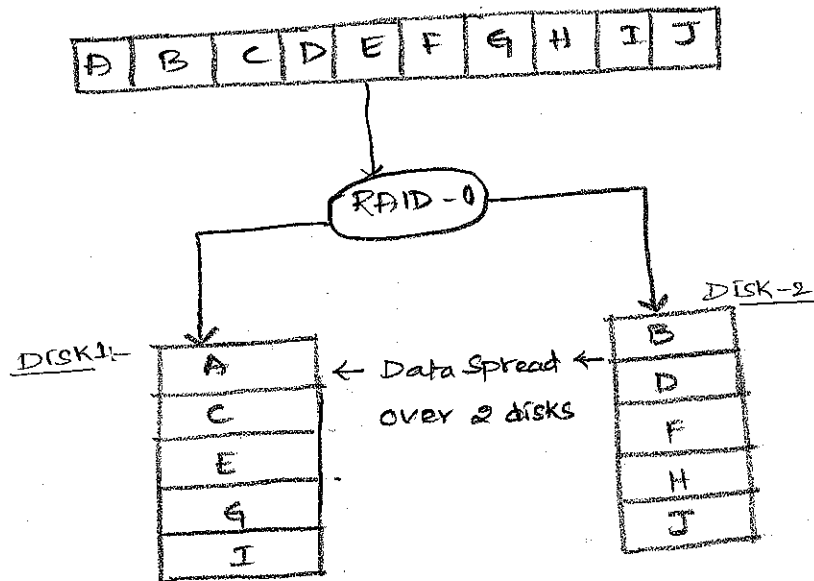 A B C D E F G H I J
RAID-0
DISK-2
DISK1:-
A
C
E
G
I
← Data Spread ←
over 2 disks
B
D
F
H
J